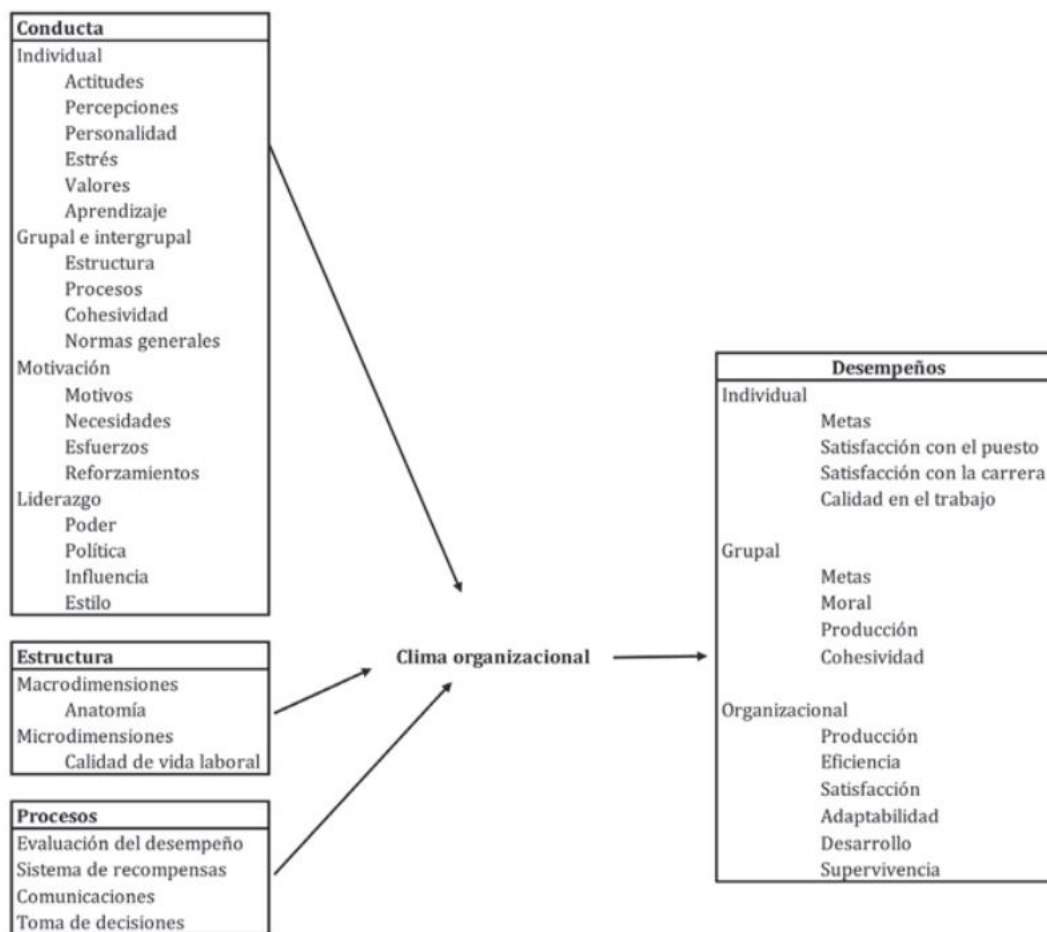 Conducta
Individual
Actitudes
Percepciones
Personalidad
Estrés
Valores
Aprendizaje
Grupal e intergrupal
Estructura
Procesos
Cohesividad
Normas generales
Motivación
Motivos
Necesidades
Esfuerzos
Reforzamientos
Liderazgo
Poder
Política
Influencia
Estilo
Estructura
Macrodimensiones
Anatomía
Microdimensiones
Calidad de vida laboral
Procesos
Evaluación del desempeño
Sistema de recompensas
Comunicaciones
Toma de decisiones
Clima organizacional
Desempeños
Individual
Metas
Satisfacción con el puesto
Satisfacción con la carrera
Calidad en el trabajo
Grupal
Metas
Moral
Producción
Cohesividad
Organizacional
Producción
Eficiencia
Satisfacción
Adaptabilidad
Desarrollo
Supervivencia